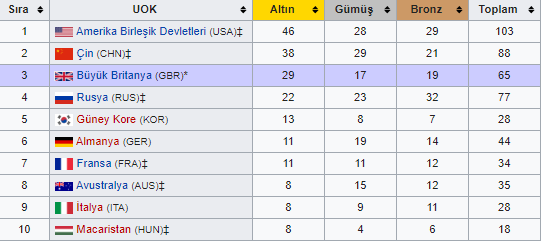 Sıra UOK Altın Gümüş Bronz Toplam
1 Amerika Birleşik Devletleri (USA)‡ 46 28 29 103
2 Çin (CHN)‡ 38 29 21 88
3 Büyük Britanya (GBR)* 29 17 19 65
4 Rusya (RUS)‡ 22 23 32 77
5 Güney Kore (KOR) 13 8 7 28
6 Almanya (GER) 11 19 14 44
7 Fransa (FRA)‡ 11 11 12 34
8 Avustralya (AUS)‡ 8 15 12 35
9 İtalya (ITA) 8 9 11 28
10 Macaristan (HUN)‡ 8 4 6 18